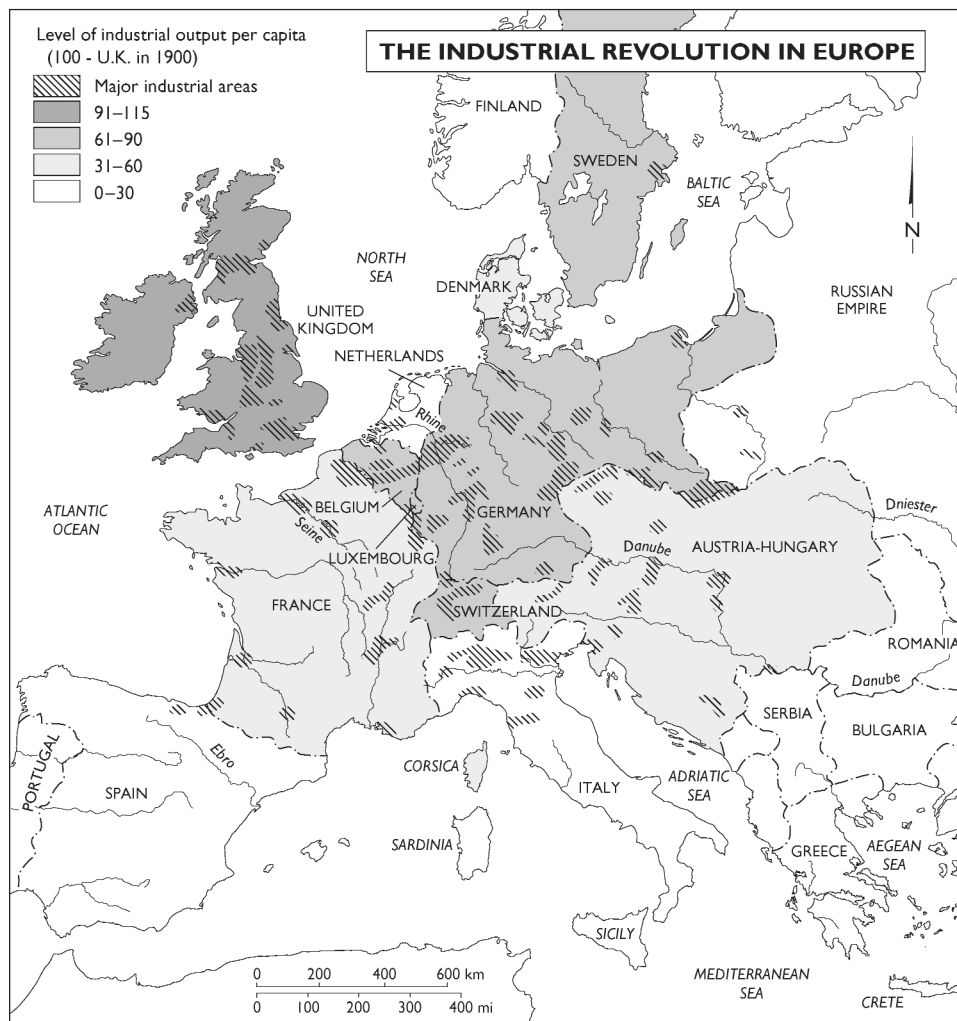 Level of industrial output per capita
(100 - U.K. in 1900)
Major industrial areas
91–115
61–90
31–60
0–30
THE INDUSTRIAL REVOLUTION IN EUROPE
FINLAND
SWEDEN
BALTIC
SEA
N
NORTH
SEA
DENMARK
RUSSIAN
EMPIRE
UNITED
KINGDOM
NETHERLANDS
Rhine
ATLANTIC
OCEAN
BELGIUM
Seine
LUXEMBOURG
GERMANY
Dniester
Danube
AUSTRIA-HUNGARY
FRANCE
SWITZERLAND
ROMANIA
Danube
SERBIA
BULGARIA
PORTUGAL
SPAIN
Ebro
CORSICA
ITALY
ADRIATIC
SEA
SARDINIA
GREECE
AEGEAN
SEA
SICILY
MEDITERRANEAN
SEA
CRETE
0 200 400 600 km
0 100 200 300 400 mi